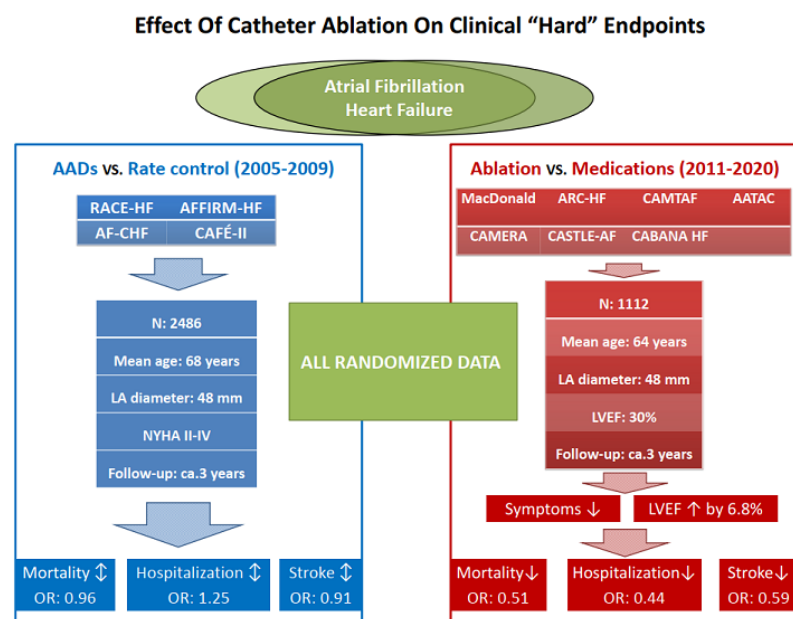 Effect Of Catheter Ablation On Clinical “Hard” Endpoints
Atrial Fibrillation
Heart Failure
AADs vs. Rate control (2005-2009)
RACE-HF AFFIRM-HF
AF-CHF CAFÉ-II
N: 2486
Mean age: 68 years
LA diameter: 48 mm
NYHA II-IV
Follow-up: ca.3 years
Mortality ↕ Hospitalization ↕ Stroke ↕
OR: 0.96 OR: 1.25 OR: 0.91
ALL RANDOMIZED DATA
Ablation vs. Medications (2011-2020)
MacDonald ARC-HF CAMTAF AATAC
CAMERA CASTLE-AF CABANA HF
N: 1112
Mean age: 64 years
LA diameter: 48 mm
LVEF: 30%
Follow-up: ca.3 years
Symptoms ↓ LVEF ↑ by 6.8%
Mortality↓ Hospitalization↓ Stroke↓
OR: 0.51 OR: 0.44 OR: 0.59